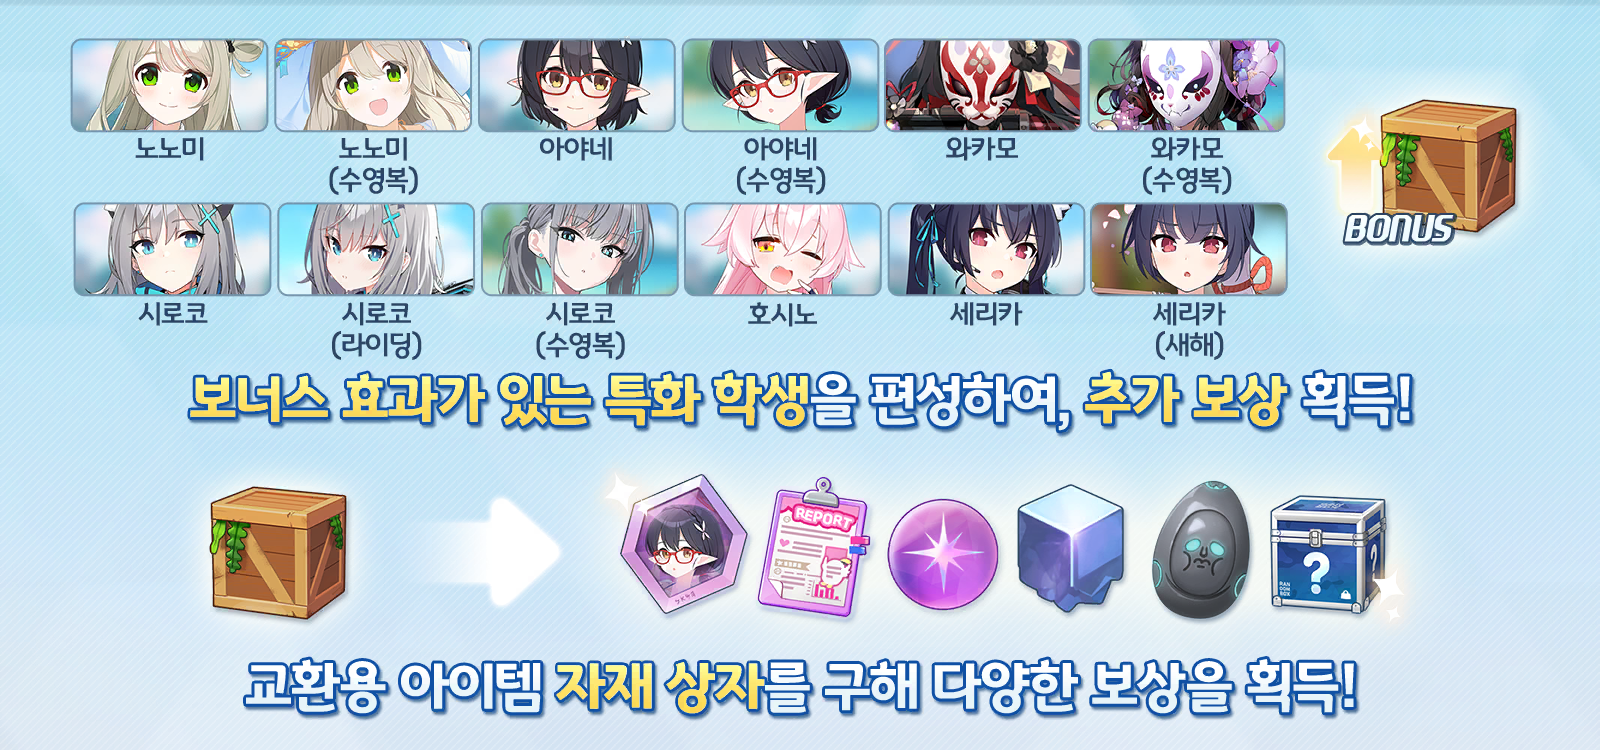 노노미
노노미
(수영복)
아야네
아야네
(수영복)
와카모
와카모
(수영복)
BONUS
시로코
시로코
(라이딩)
시로코
(수영복)
호시노
세리카
세리카
(새해)
보너스 효과가 있는 특화 학생을 편성하여, 추가 보상 획득!
REPORT
?
?
RAN
DOM
BOX
교환용 아이템 자재 상자를 구해 다양한 보상을 획득!